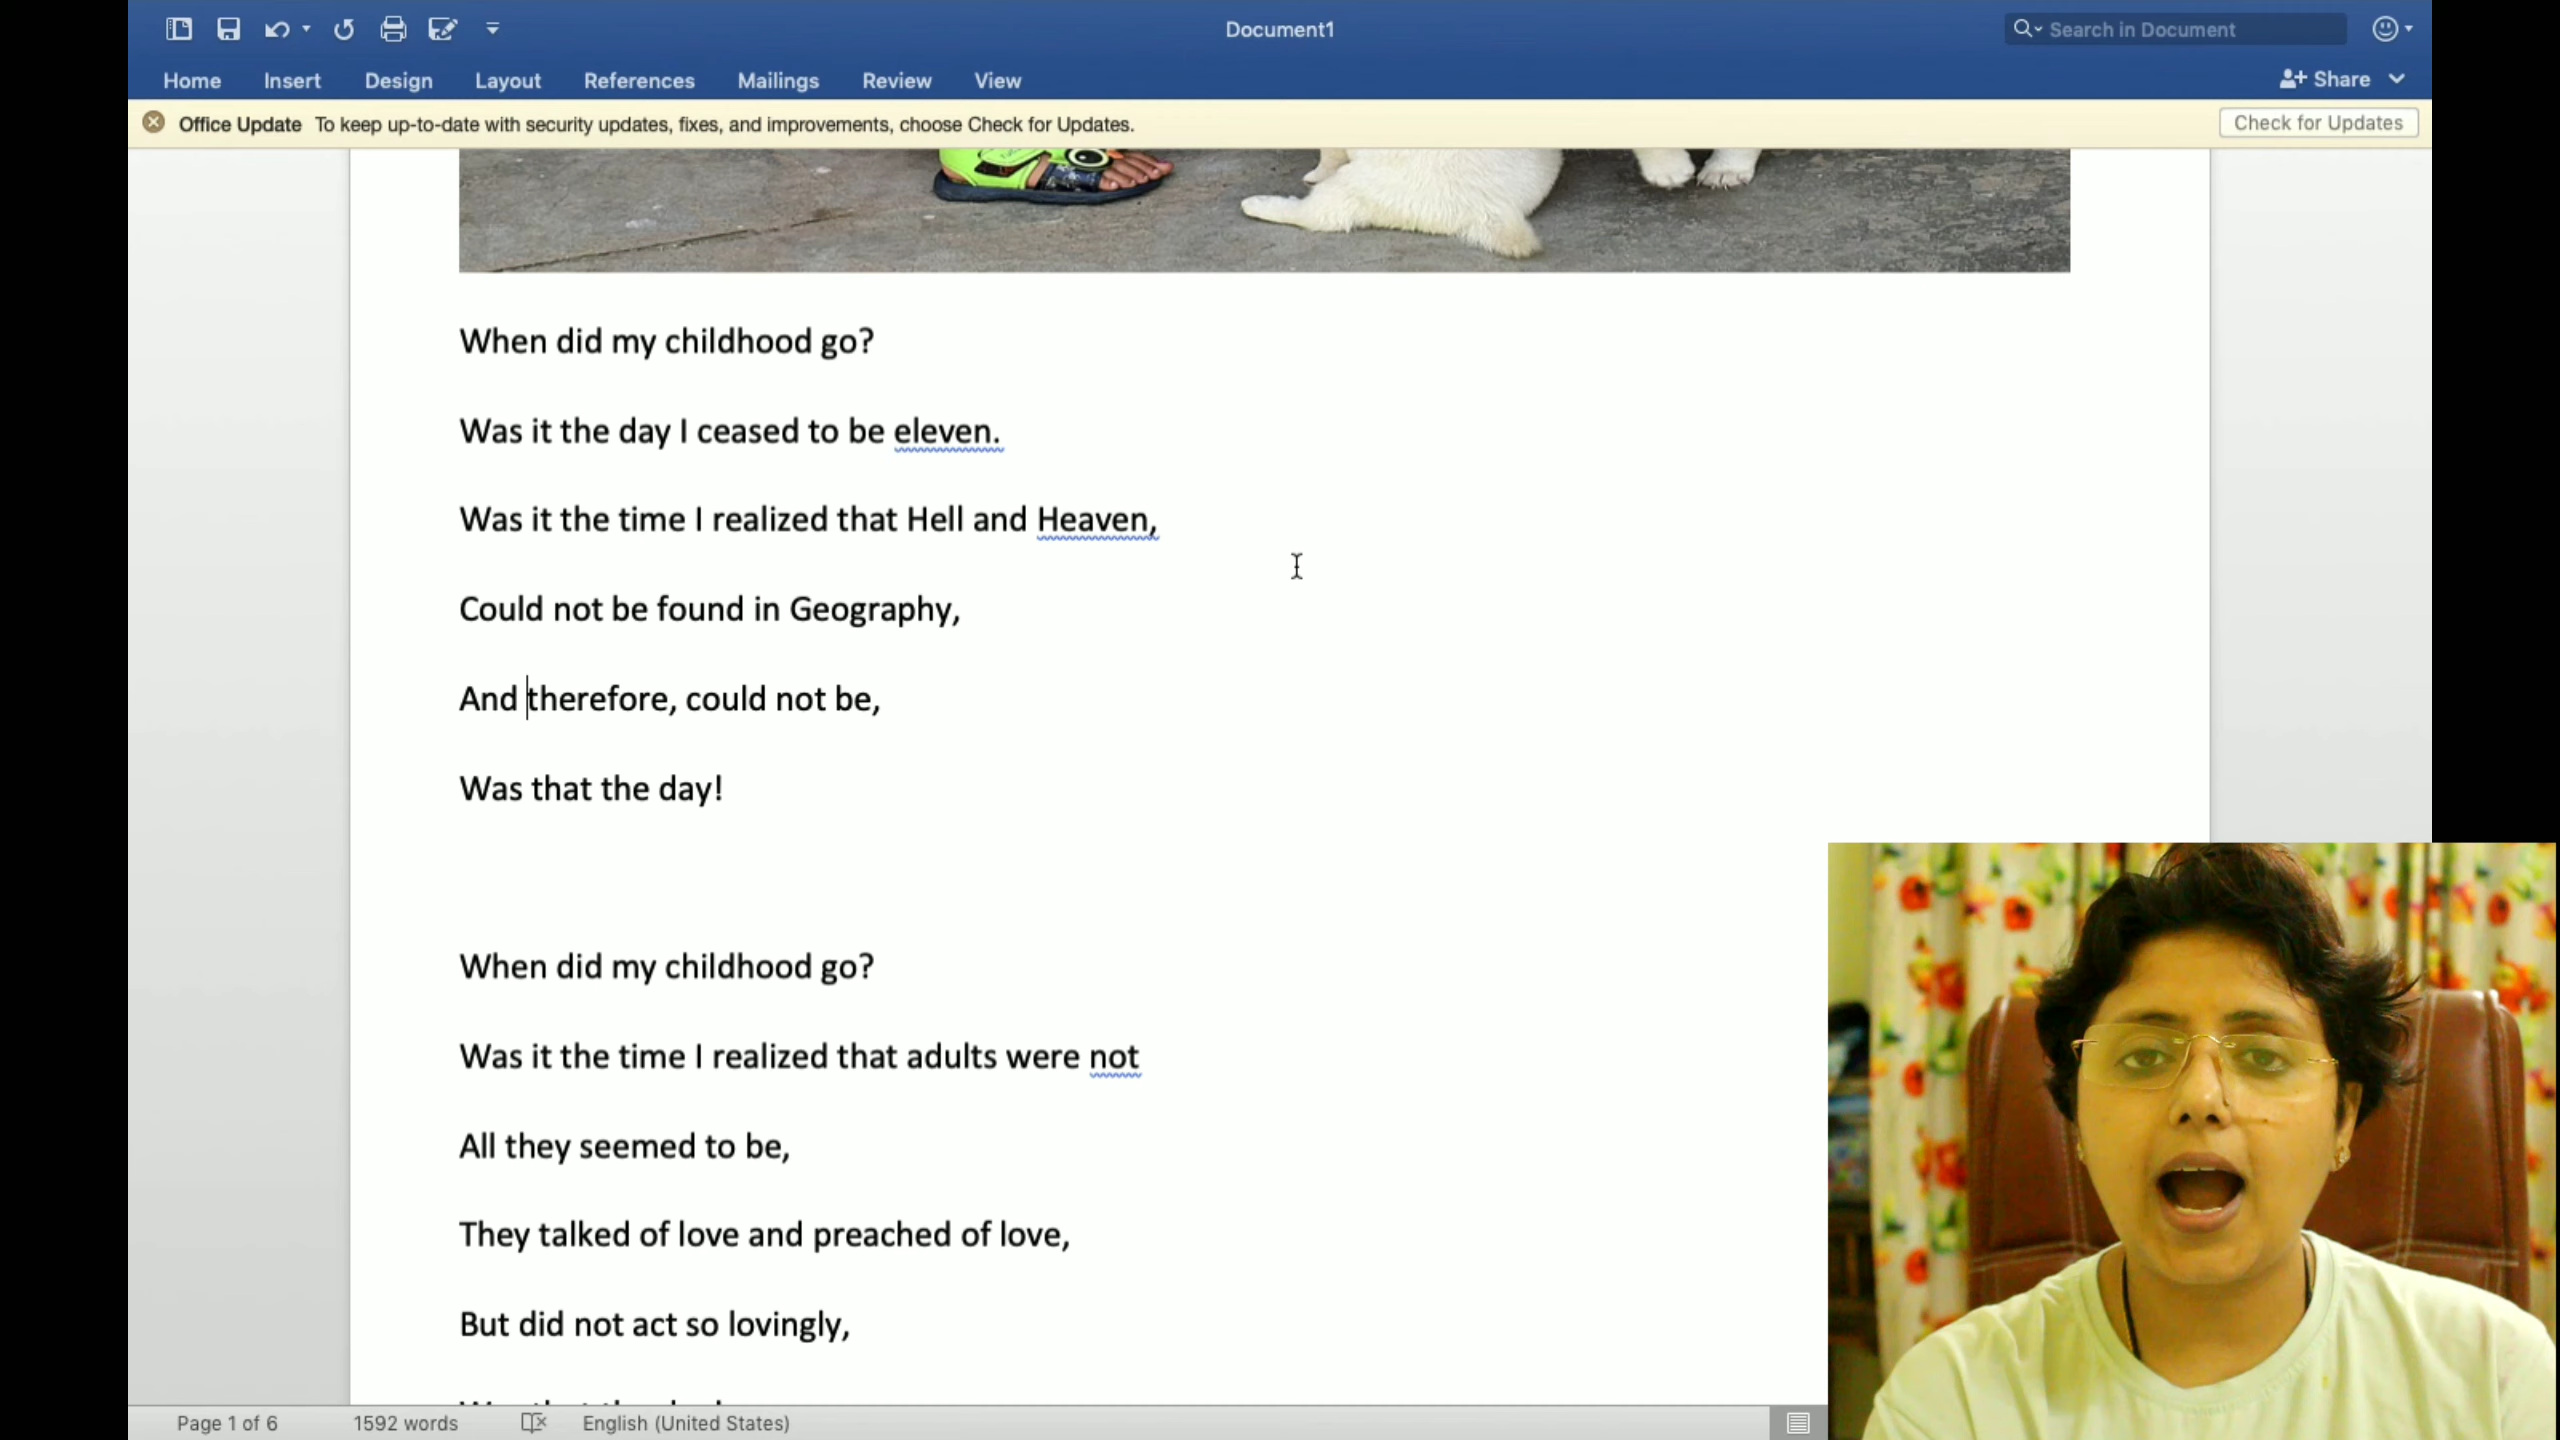 Document1
Search in Document
Home Insert Design Layout References Mailings Review View
Share
Office Update To keep up-to-date with security updates, fixes, and improvements, choose Check for Updates.
Check for Updates
When did my childhood go?
Was it the day I ceased to be eleven.
Was it the time I realized that Hell and Heaven,
Could not be found in Geography,
And therefore, could not be,
Was that the day!
When did my childhood go?
Was it the time I realized that adults were not
All they seemed to be,
They talked of love and preached of love,
But did not act so lovingly,
Page 1 of 6 1592 words English (United States)